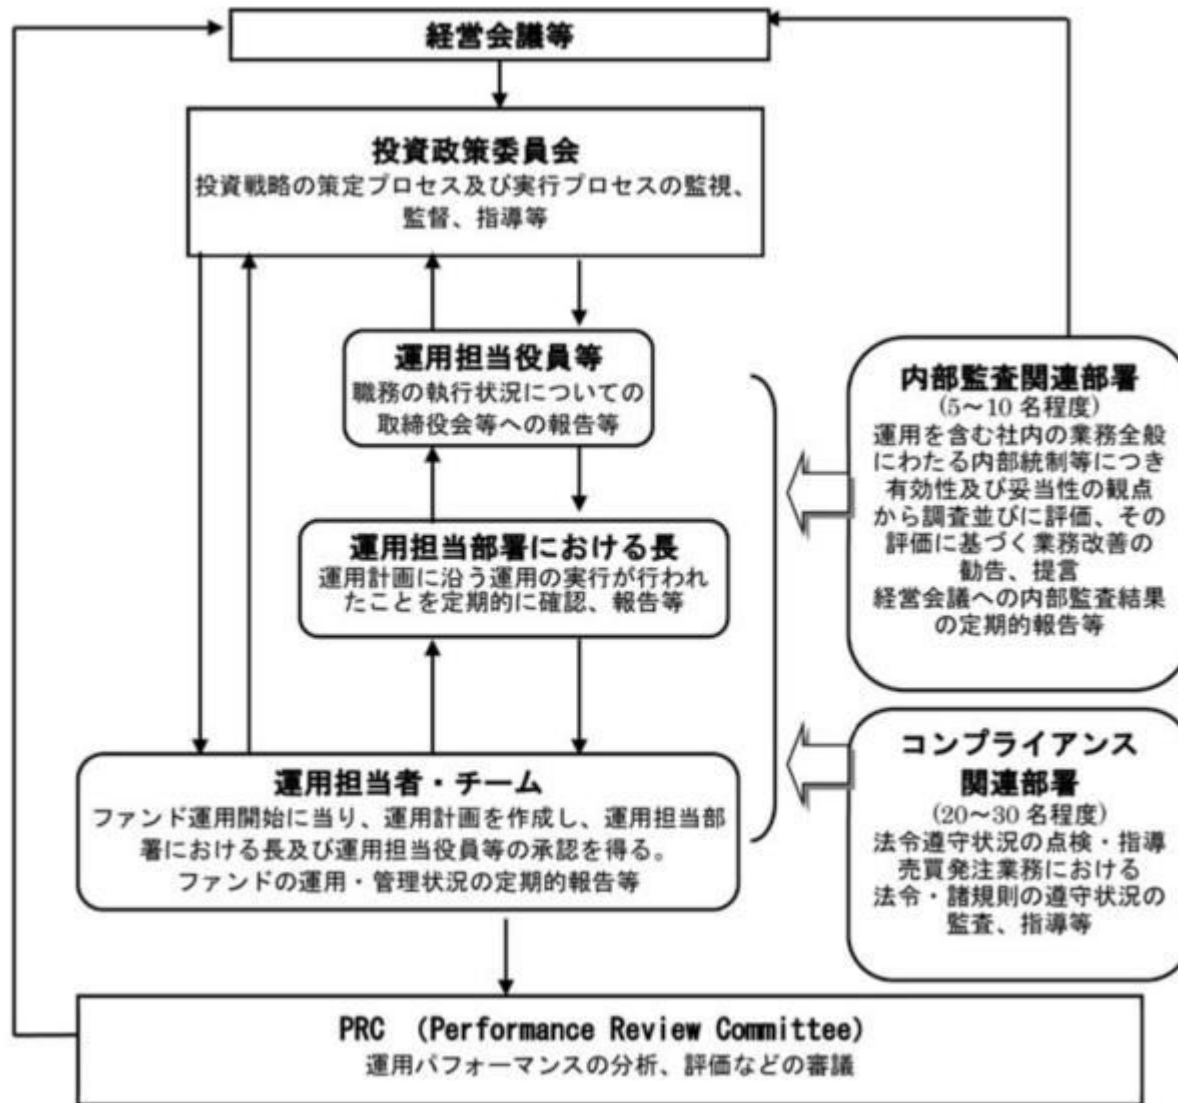 経営会議等
投資政策委員会
投資戦略の策定プロセス及び実行プロセスの監視、
監督、指導等
運用担当役員等
職務の執行状況についての
取締役会等への報告等
運用担当部署における長
運用計画に沿う運用の実行が行われ
たことを定期的に確認、報告等
運用担当者・チーム
ファンド運用開始に当り、運用計画を作成し、運用担当部
署における長及び運用担当役員等の承認を得る。
ファンドの運用・管理状況の定期的報告等
内部監査関連部署
(5～10 名程度)
運用を含む社内の業務全般
にわたる内部統制等につき
有効性及び妥当性の観点
から調査並びに評価、その
評価に基づく業務改善の
勧告、提言
経営会議への内部監査結果
の定期的報告等
コンプライアンス
関連部署
(20～30 名程度)
法令遵守状況の点検・指導
売買発注業務における
法令・諸規則の遵守状況の
監査、指導等
PRC (Performance Review Committee)
運用パフォーマンスの分析、評価などの審議